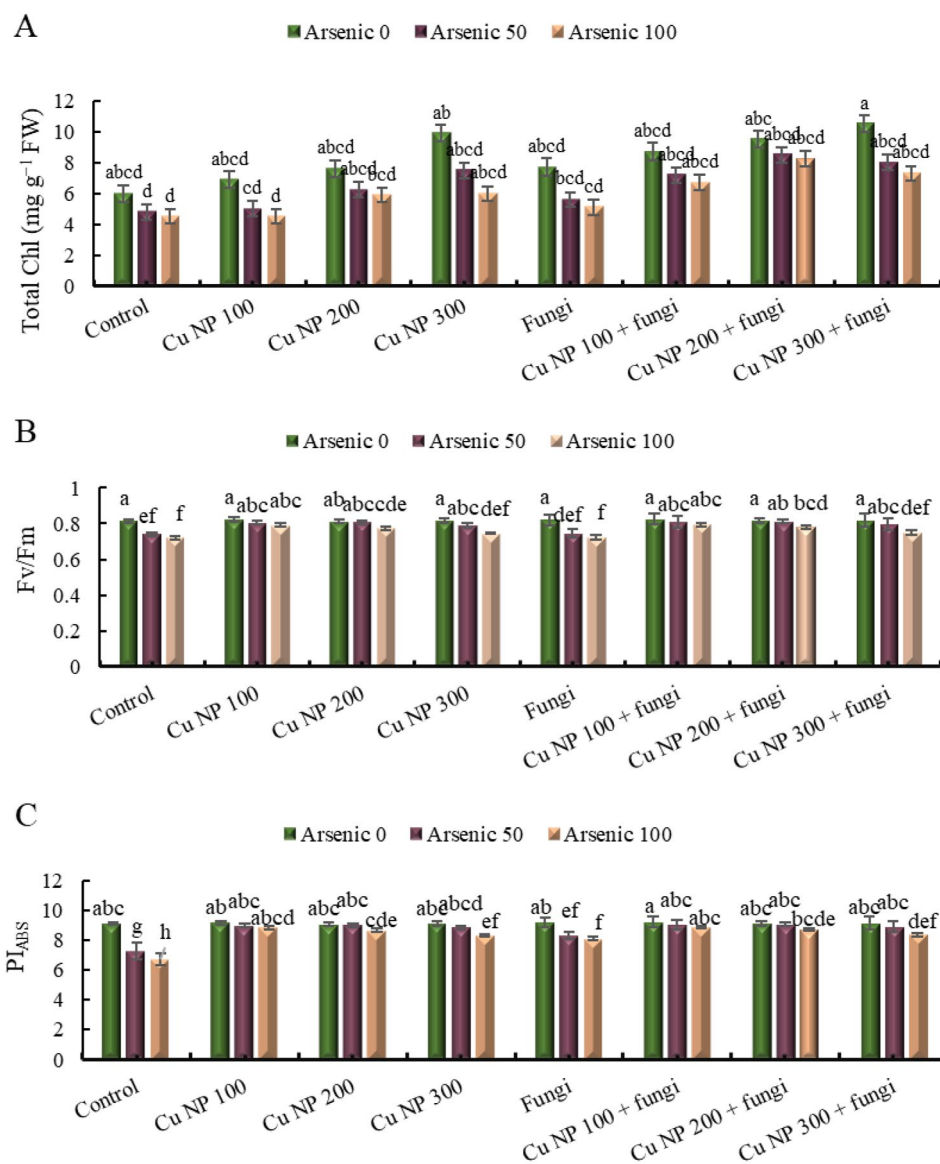 A
Arsenic 0 Arsenic 50 Arsenic 100
Total Chl (mg g⁻¹ FW)
12
10
8
6
4
2
0
abcd d d
abcd cd d
abcd abcd bcd
ab abcd abcd
abcd bcd cd
abcd abcd abcd
abc abcd abcd
a abcd abcd
Control
Cu NP 100
Cu NP 200
Cu NP 300
Fungi
Cu NP 100 + fungi
Cu NP 200 + fungi
Cu NP 300 + fungi
B
Arsenic 0 Arsenic 50 Arsenic 100
Fv/Fm
1
0.8
0.6
0.4
0.2
0
a ef f
a abc abc
ab abc cde
a abc def
a def f
a abc abc
a ab bcd
a abc def
Control
Cu NP 100
Cu NP 200
Cu NP 300
Fungi
Cu NP 100 + fungi
Cu NP 200 + fungi
Cu NP 300 + fungi
C
Arsenic 0 Arsenic 50 Arsenic 100
PI_ABS
12
10
8
6
4
2
0
abc g h
ab abc abcd
abc abc cde
abc abcd ef
ab ef f
a abc abc
abc abc bcde
abc abc def
Control
Cu NP 100
Cu NP 200
Cu NP 300
Fungi
Cu NP 100 + fungi
Cu NP 200 + fungi
Cu NP 300 + fungi